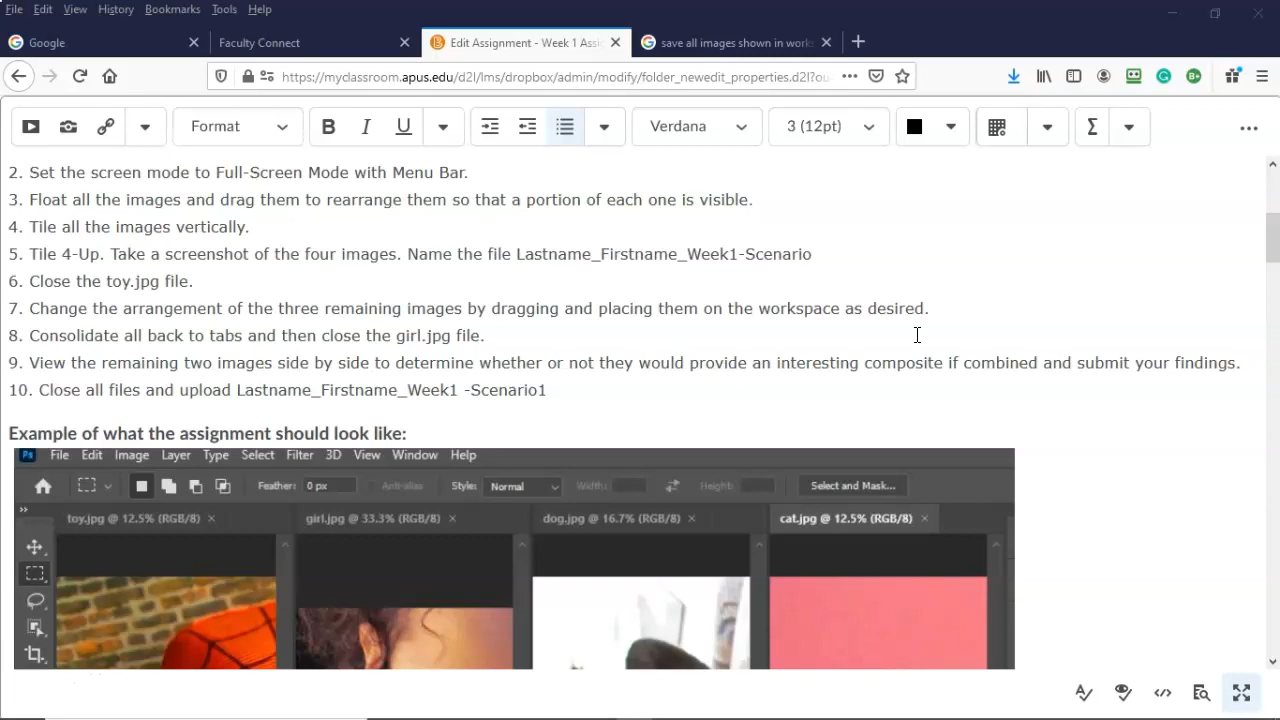 File Edit View History Bookmarks Tools Help
Google Faculty Connect Edit Assignment - Week 1 Assi save all images shown in works
https://myclassroom.apus.edu/d2l/lms/dropbox/admin/modify/folder_newedit_properties.d2l?ou
Format B I U Verdana 3 (12pt) Σ
2. Set the screen mode to Full-Screen Mode with Menu Bar.
3. Float all the images and drag them to rearrange them so that a portion of each one is visible.
4. Tile all the images vertically.
5. Tile 4-Up. Take a screenshot of the four images. Name the file Lastname_Firstname_Week1-Scenario
6. Close the toy.jpg file.
7. Change the arrangement of the three remaining images by dragging and placing them on the workspace as desired.
8. Consolidate all back to tabs and then close the girl.jpg file.
9. View the remaining two images side by side to determine whether or not they would provide an interesting composite if combined and submit your findings.
10. Close all files and upload Lastname_Firstname_Week1 -Scenario1
Example of what the assignment should look like:
Ps File Edit Image Layer Type Select Filter 3D View Window Help
Feather: 0 px Anti-alias Style: Normal Width: Height: Select and Mask...
toy.jpg @ 12.5% (RGB/8) girl.jpg @ 33.3% (RGB/8) dog.jpg @ 16.7% (RGB/8) cat.jpg @ 12.5% (RGB/8)